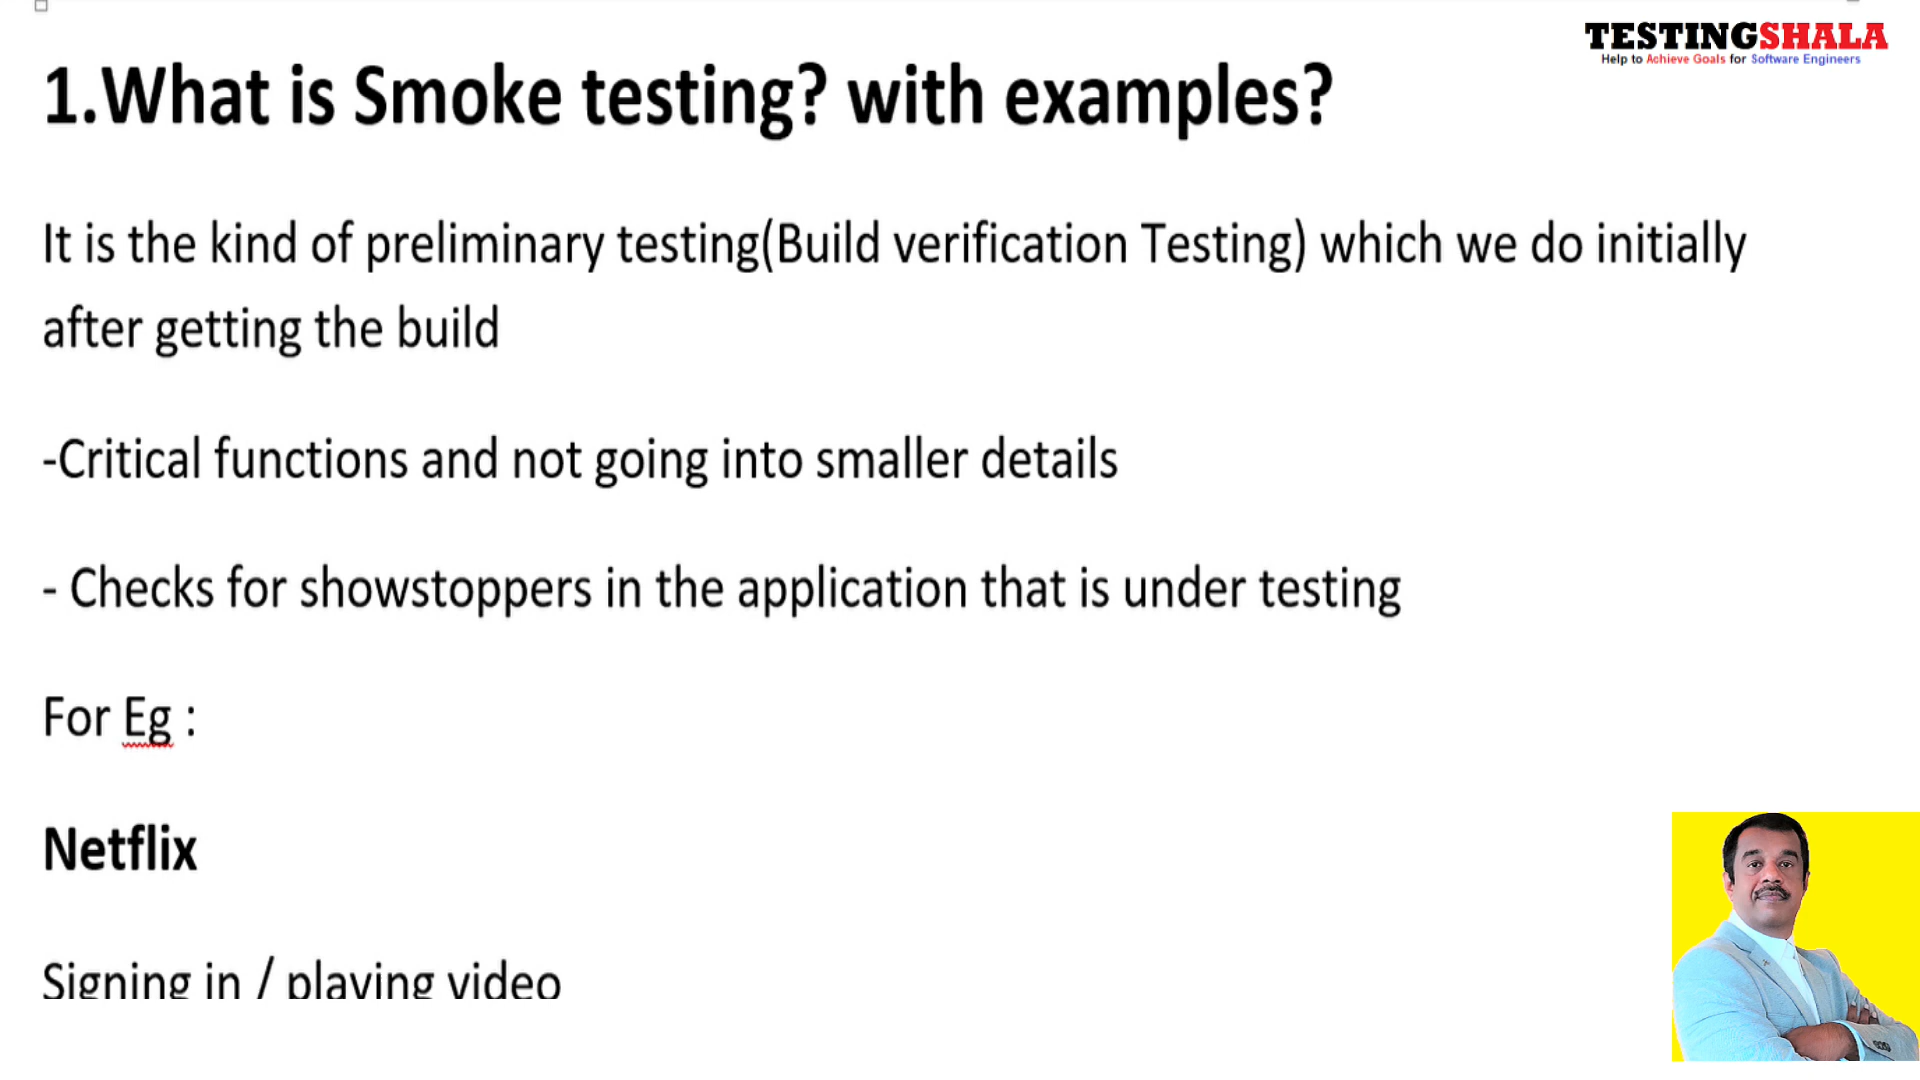 TESTINGSHALA
Help to Achieve Goals for Software Engineers
1.What is Smoke testing? with examples?
It is the kind of preliminary testing(Build verification Testing) which we do initially
after getting the build
-Critical functions and not going into smaller details
- Checks for showstoppers in the application that is under testing
For Eg :
Netflix
Signing in / playing video